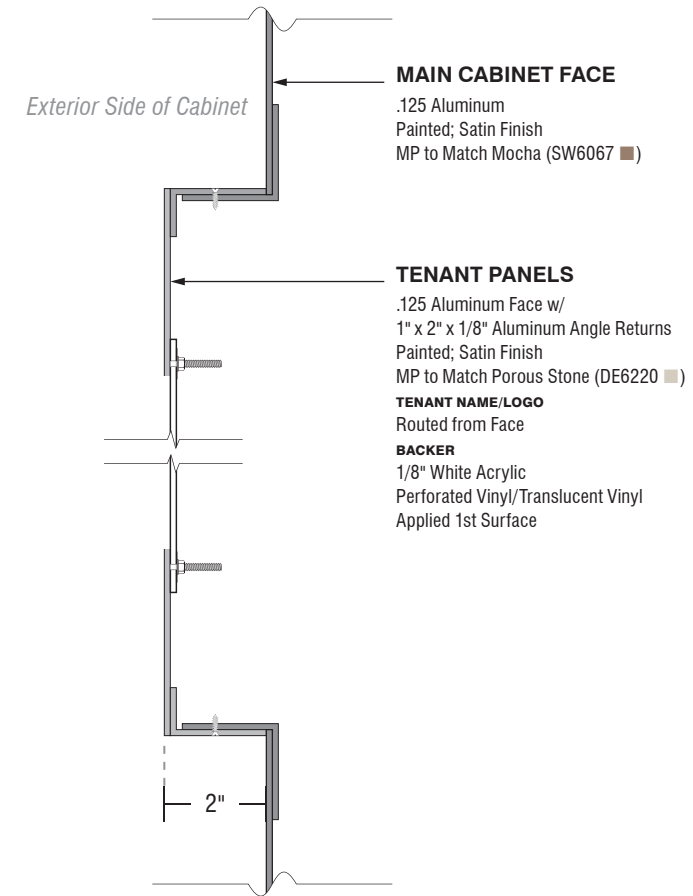 MAIN CABINET FACE
Exterior Side of Cabinet
.125 Aluminum
Painted; Satin Finish
MP to Match Mocha (SW6067 ■)
TENANT PANELS
.125 Aluminum Face w/
1" x 2" x 1/8" Aluminum Angle Returns
Painted; Satin Finish
MP to Match Porous Stone (DE6220 ■)
TENANT NAME/LOGO
Routed from Face
BACKER
1/8" White Acrylic
Perforated Vinyl/Translucent Vinyl
Applied 1st Surface
2"